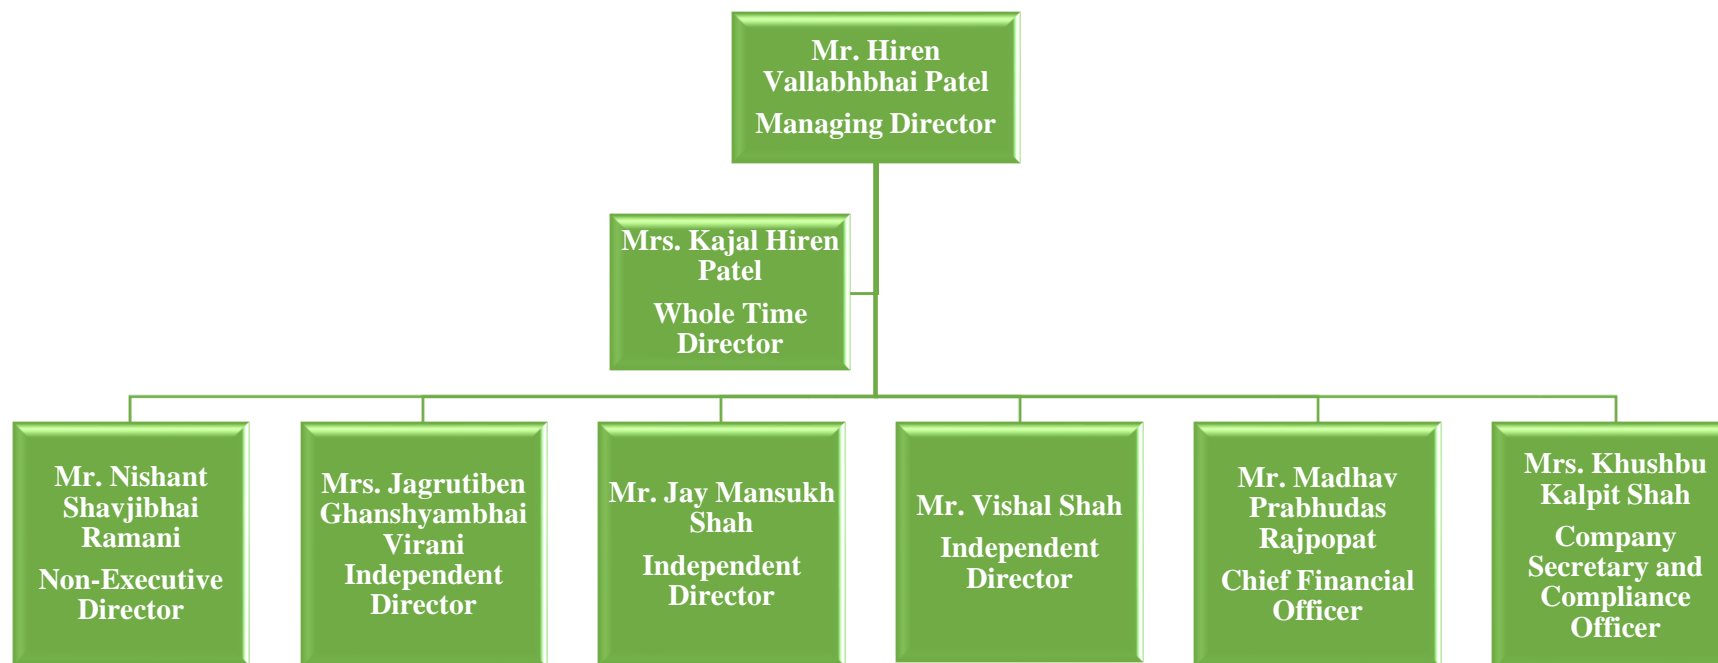 Mr. Hiren
Vallabhbhai Patel
Managing Director
Mrs. Kajal Hiren
Patel
Whole Time
Director
Mr. Nishant
Shavjibhai
Ramani
Non-Executive
Director
Mrs. Jagrutiben
Ghanshyambhai
Virani
Independent
Director
Mr. Jay Mansukh
Shah
Independent
Director
Mr. Vishal Shah
Independent
Director
Mr. Madhav
Prabhudas
Rajpopat
Chief Financial
Officer
Mrs. Khushbu
Kalpit Shah
Company
Secretary and
Compliance
Officer